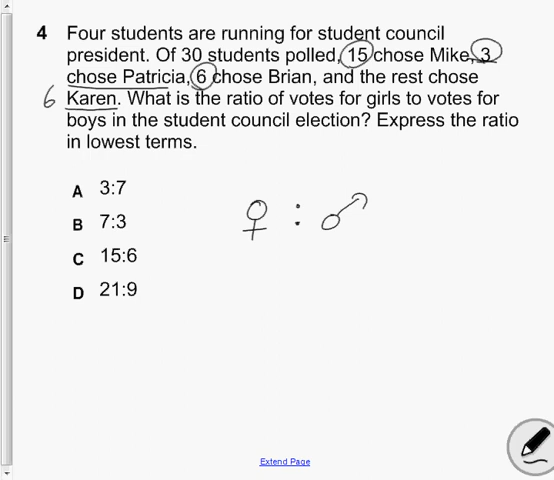 4 Four students are running for student council
president. Of 30 students polled, 15 chose Mike, 3
chose Patricia, 6 chose Brian, and the rest chose
6 Karen. What is the ratio of votes for girls to votes for
boys in the student council election? Express the ratio
in lowest terms.
A 3:7
B 7:3
♀ : ♂
C 15:6
D 21:9
Extend Page